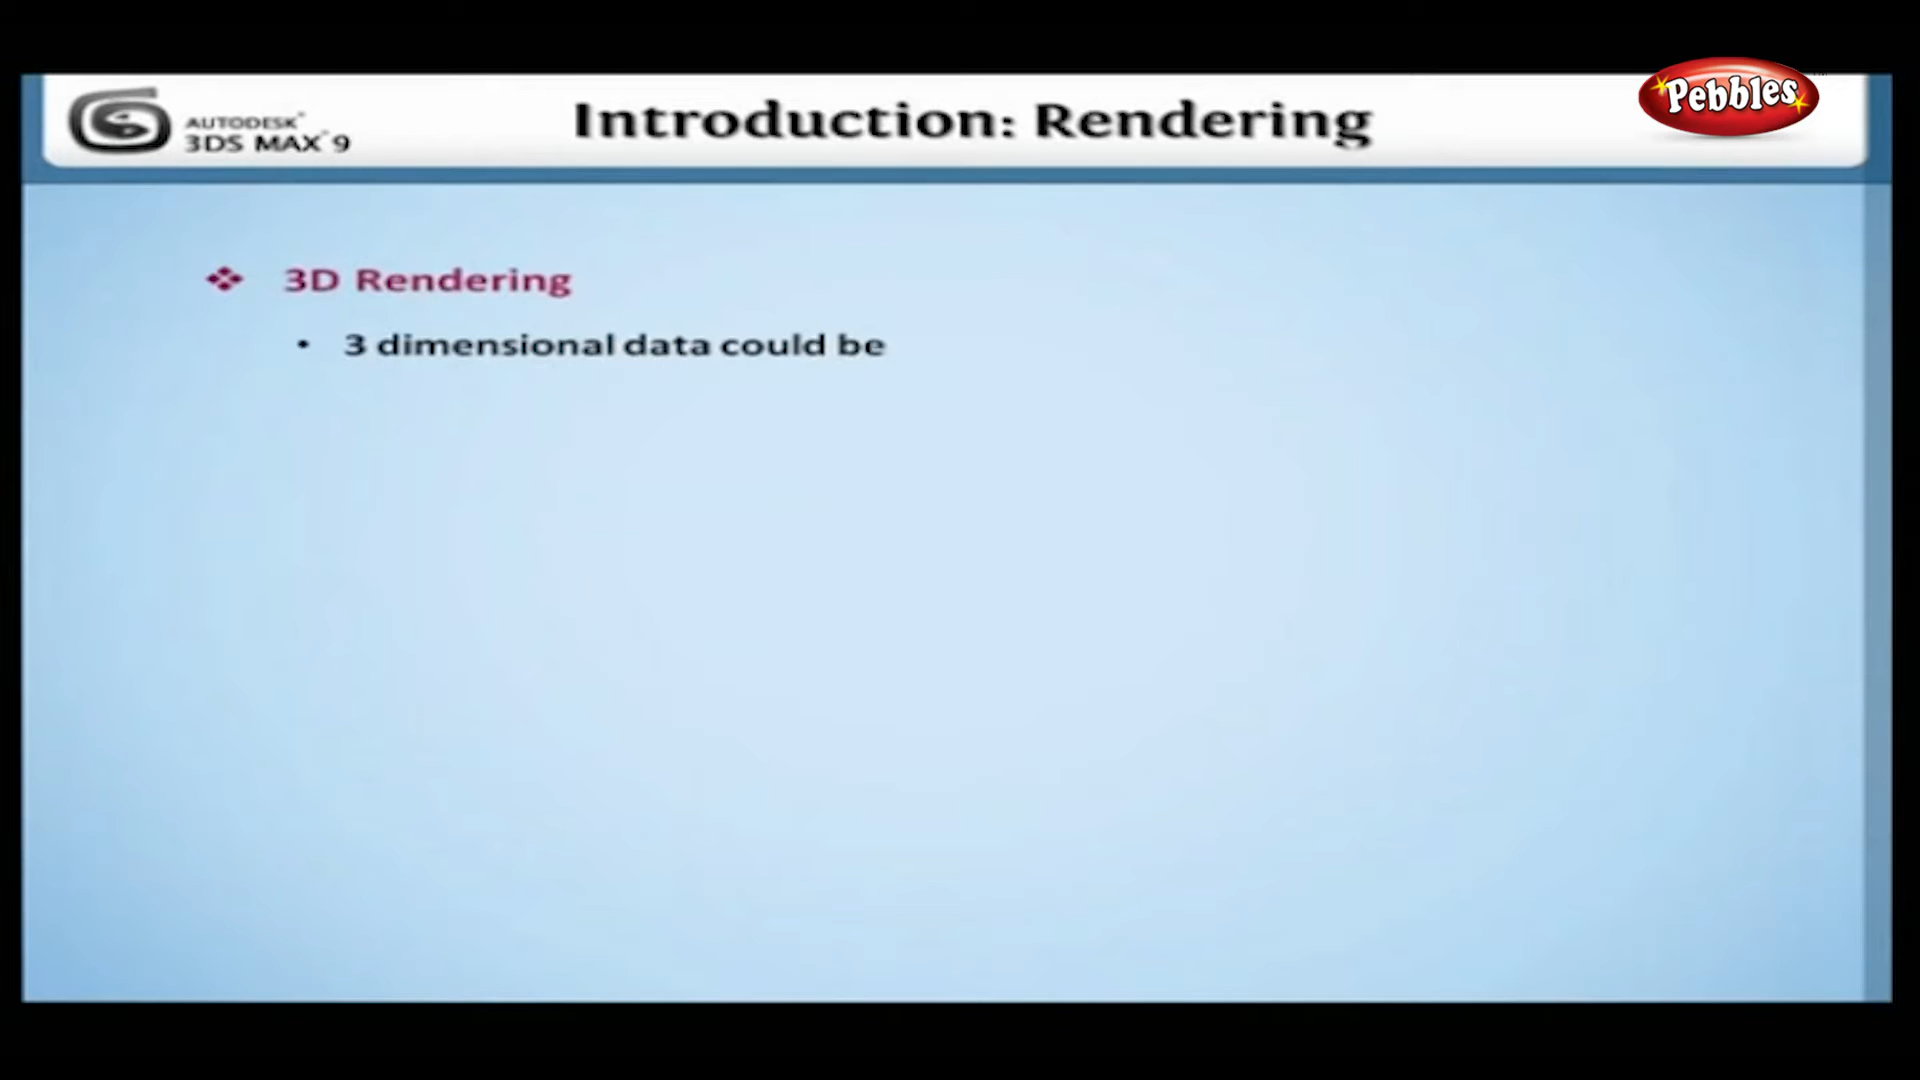 AUTODESK
3DS MAX 9
Introduction: Rendering
Pebbles
❖ 3D Rendering
• 3 dimensional data could be